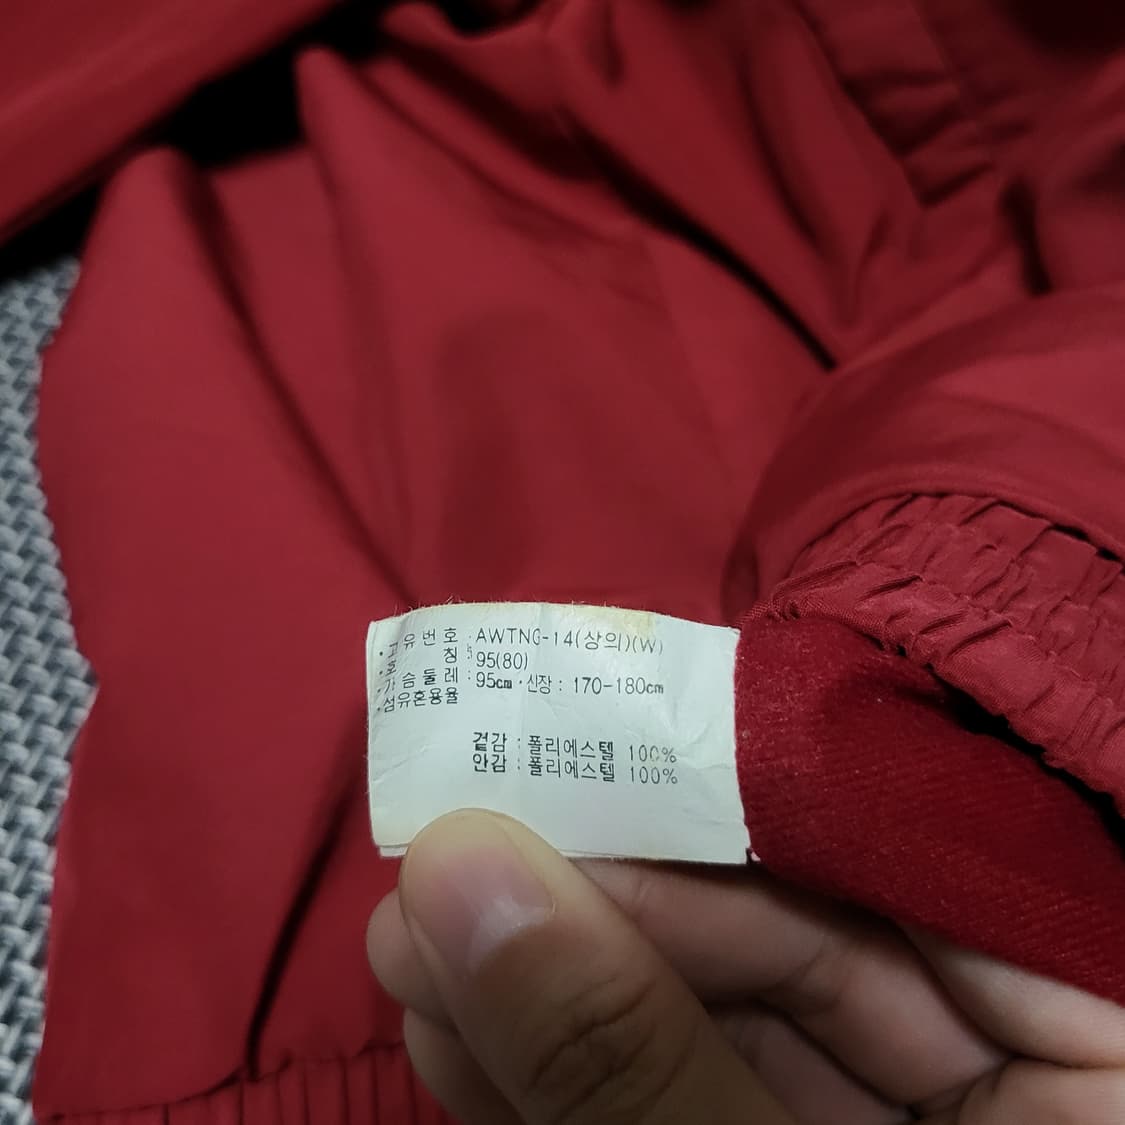 ·고유번호 : AWTNG-14(상의)(W)
·호 칭 : 95(80)
·가슴둘레 : 95cm·신장 : 170-180cm
·섬유혼용율
겉감 : 폴리에스텔 100%
안감 : 폴리에스텔 100%